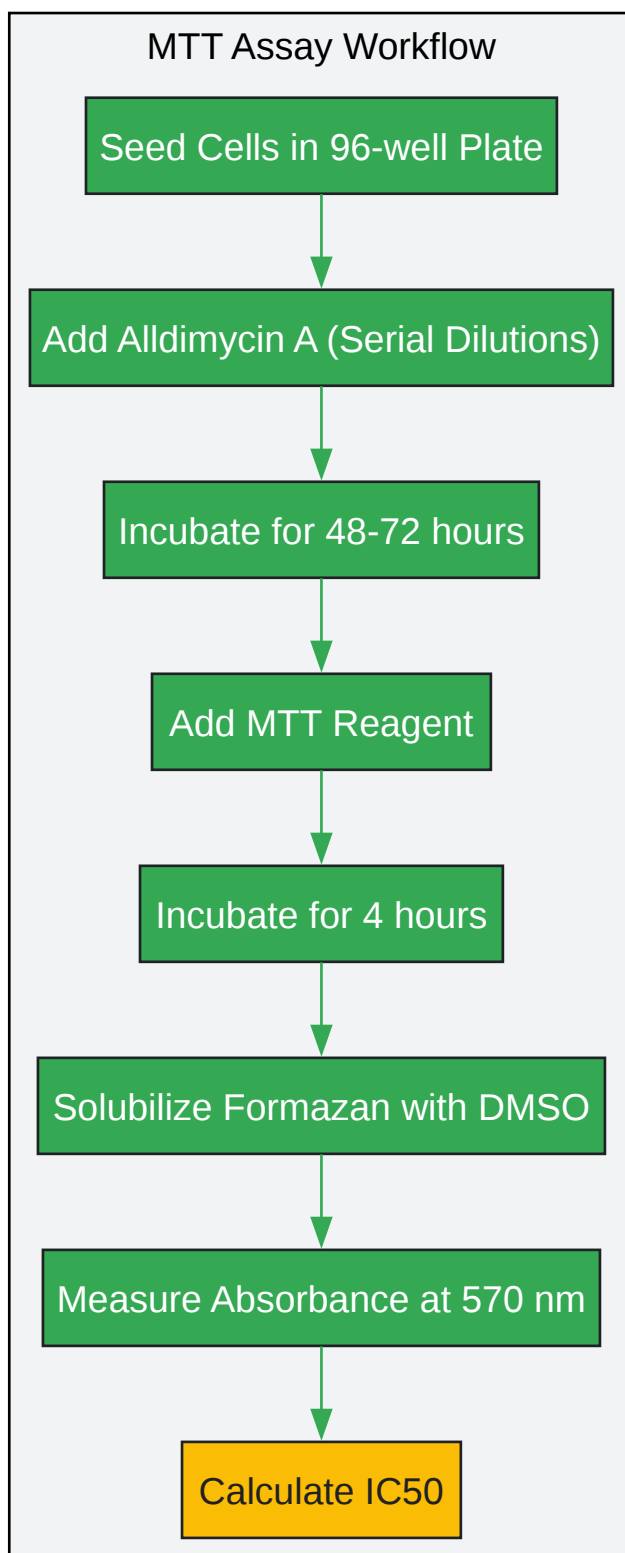 MTT Assay Workflow
Seed Cells in 96-well Plate
Add Alldimycin A (Serial Dilutions)
Incubate for 48-72 hours
Add MTT Reagent
Incubate for 4 hours
Solubilize Formazan with DMSO
Measure Absorbance at 570 nm
Calculate IC50